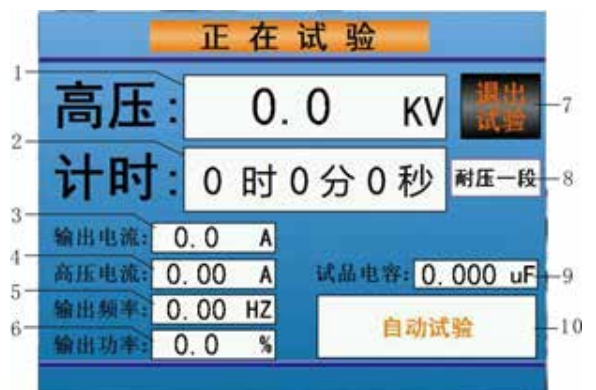 正在试验
1
高压: 0.0 KV
退出
试验
7
2
计时: 0时0分0秒
耐压一段
8
3
输出电流: 0.0 A
4
高压电流: 0.00 A
试品电容: 0.000 uF
9
5
输出频率: 0.00 HZ
自动试验
10
6
输出功率: 0.0 %